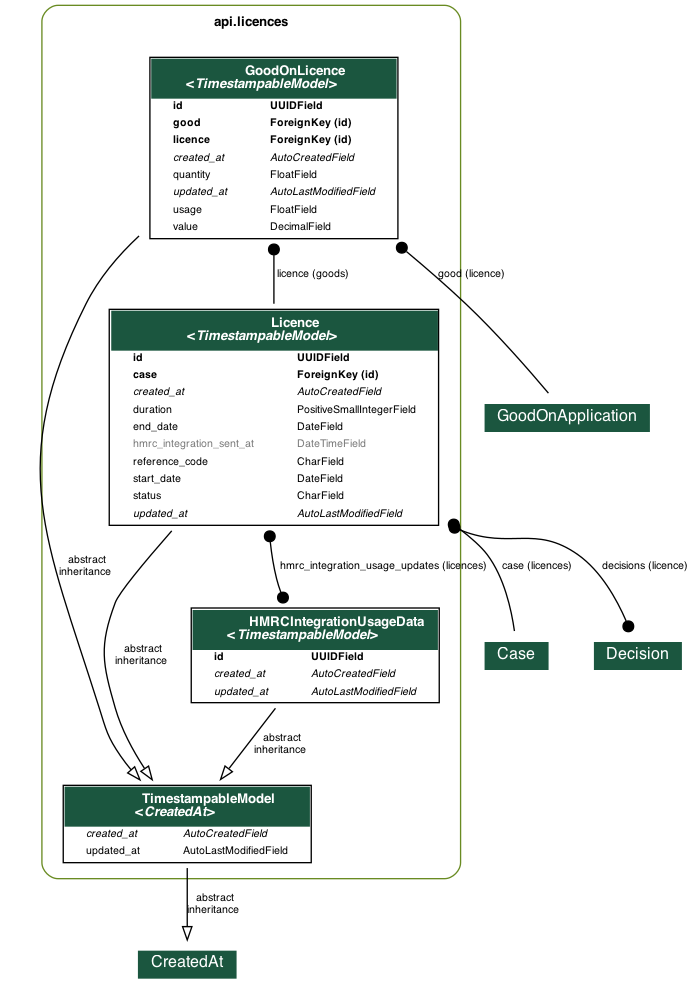 api.licences
GoodOnLicence
<TimestampableModel>
id UUIDField
good ForeignKey (id)
licence ForeignKey (id)
created_at AutoCreatedField
quantity FloatField
updated_at AutoLastModifiedField
usage FloatField
value DecimalField
licence (goods)
good (licence)
Licence
<TimestampableModel>
id UUIDField
case ForeignKey (id)
created_at AutoCreatedField
duration PositiveSmallIntegerField
end_date DateField
hmrc_integration_sent_at DateTimeField
reference_code CharField
start_date DateField
status CharField
updated_at AutoLastModifiedField
GoodOnApplication
abstract
inheritance
hmrc_integration_usage_updates (licences)
case (licences)
decisions (licence)
HMRCIntegrationUsageData
<TimestampableModel>
id UUIDField
created_at AutoCreatedField
updated_at AutoLastModifiedField
Case
Decision
abstract
inheritance
abstract
inheritance
TimestampableModel
<CreatedAt>
created_at AutoCreatedField
updated_at AutoLastModifiedField
abstract
inheritance
CreatedAt